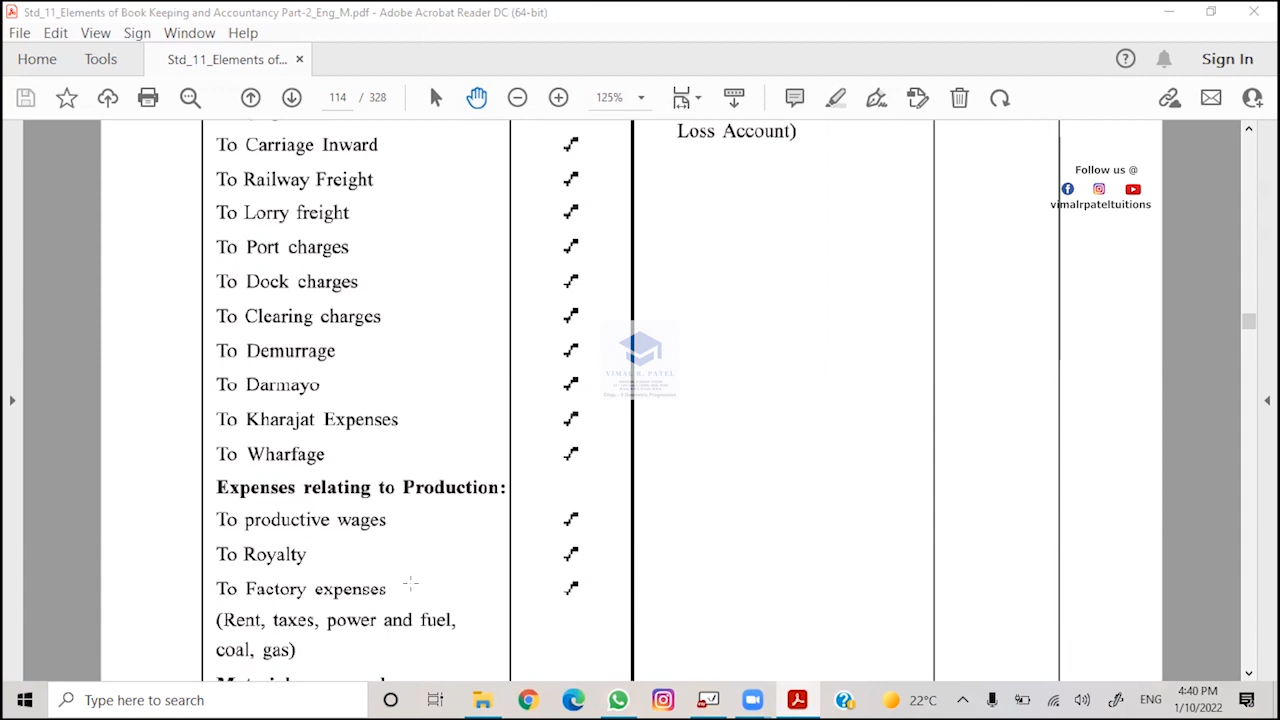 Std_11_Elements of Book Keeping and Accountancy Part-2_Eng_M.pdf - Adobe Acrobat Reader DC (64-bit)
File Edit View Sign Window Help
Home Tools Std_11_Elements of... Sign In
114 / 328 125%
Loss Account)
To Carriage Inward
To Railway Freight
To Lorry freight
To Port charges
To Dock charges
To Clearing charges
To Demurrage
To Darmayo
To Kharajat Expenses
To Wharfage
Expenses relating to Production:
To productive wages
To Royalty
To Factory expenses
(Rent, taxes, power and fuel,
coal, gas)
Follow us @
vimalrpateltuitions
VIMAL R. PATEL
Type here to search
22°C ENG
4:40 PM
1/10/2022